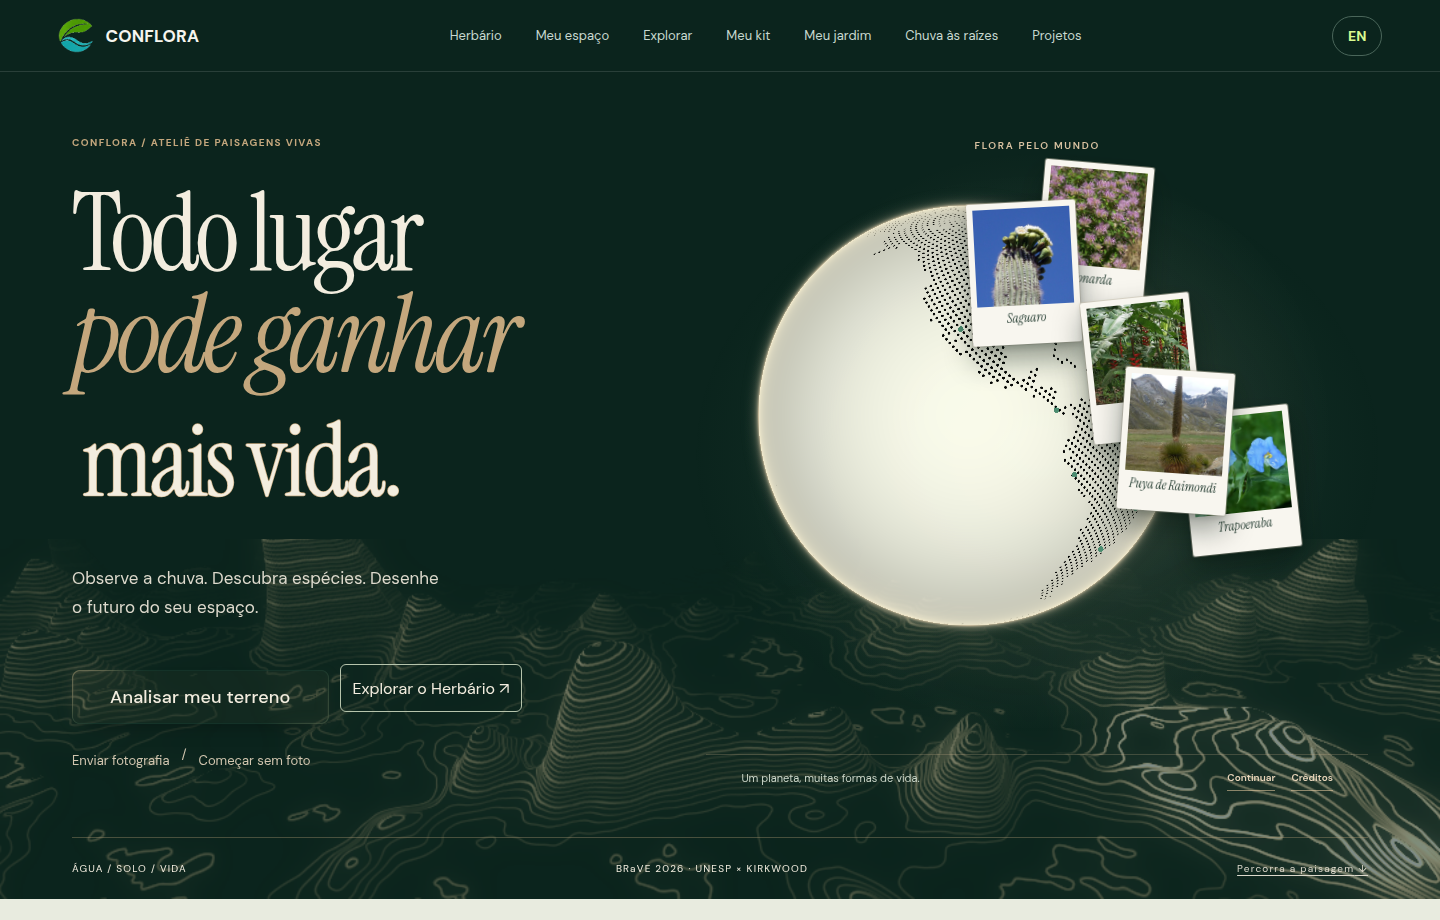 CONFLORA
Herbário
Meu espaço
Explorar
Meu kit
Meu jardim
Chuva às raízes
Projetos
EN
CONFLORA / ATELIÊ DE PAISAGENS VIVAS
Todo lugar
pode ganhar
mais vida.
Observe a chuva. Descubra espécies. Desenhe
o futuro do seu espaço.
Analisar meu terreno
Explorar o Herbário ↗
Enviar fotografia / Começar sem foto
FLORA PELO MUNDO
Saguaro
Puya de Raimondi
Trapoeraba
Um planeta, muitas formas de vida.
Continuar
Créditos
ÁGUA / SOLO / VIDA
BRaVE 2026 · UNESP × KIRKWOOD
Percorra a paisagem ↓